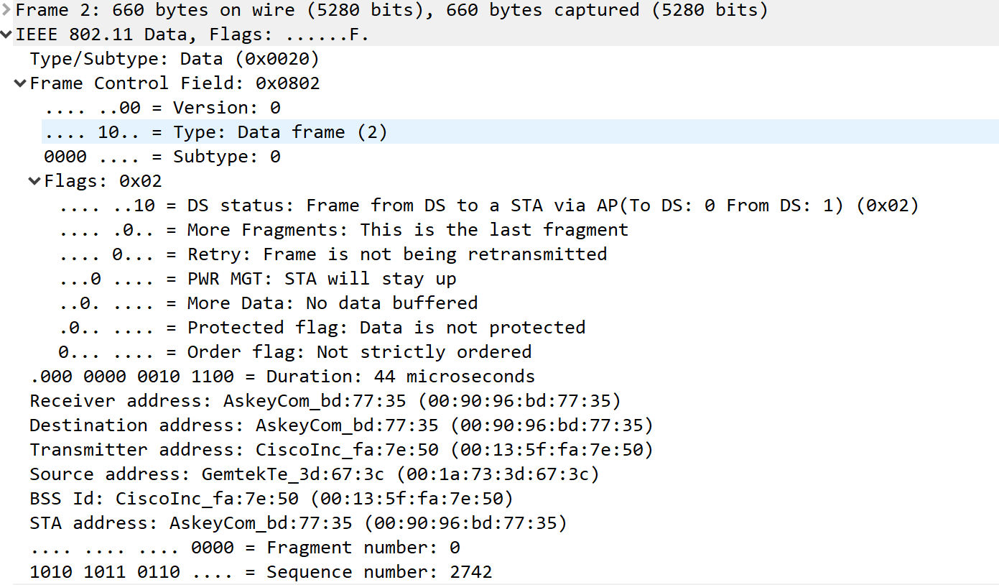 Frame 2: 660 bytes on wire (5280 bits), 660 bytes captured (5280 bits)
IEEE 802.11 Data, Flags: ......F.
Type/Subtype: Data (0x0020)
Frame Control Field: 0x0802
.... ..00 = Version: 0
.... 10.. = Type: Data frame (2)
0000 .... = Subtype: 0
Flags: 0x02
.... ..10 = DS status: Frame from DS to a STA via AP(To DS: 0 From DS: 1) (0x02)
.... .0.. = More Fragments: This is the last fragment
.... 0... = Retry: Frame is not being retransmitted
...0 .... = PWR MGT: STA will stay up
..0. .... = More Data: No data buffered
.0.. .... = Protected flag: Data is not protected
0... .... = Order flag: Not strictly ordered
.000 0000 0010 1100 = Duration: 44 microseconds
Receiver address: AskeyCom_bd:77:35 (00:90:96:bd:77:35)
Destination address: AskeyCom_bd:77:35 (00:90:96:bd:77:35)
Transmitter address: CiscoInc_fa:7e:50 (00:13:5f:fa:7e:50)
Source address: GemtekTe_3d:67:3c (00:1a:73:3d:67:3c)
BSS Id: CiscoInc_fa:7e:50 (00:13:5f:fa:7e:50)
STA address: AskeyCom_bd:77:35 (00:90:96:bd:77:35)
.... .... .... 0000 = Fragment number: 0
1010 1011 0110 .... = Sequence number: 2742